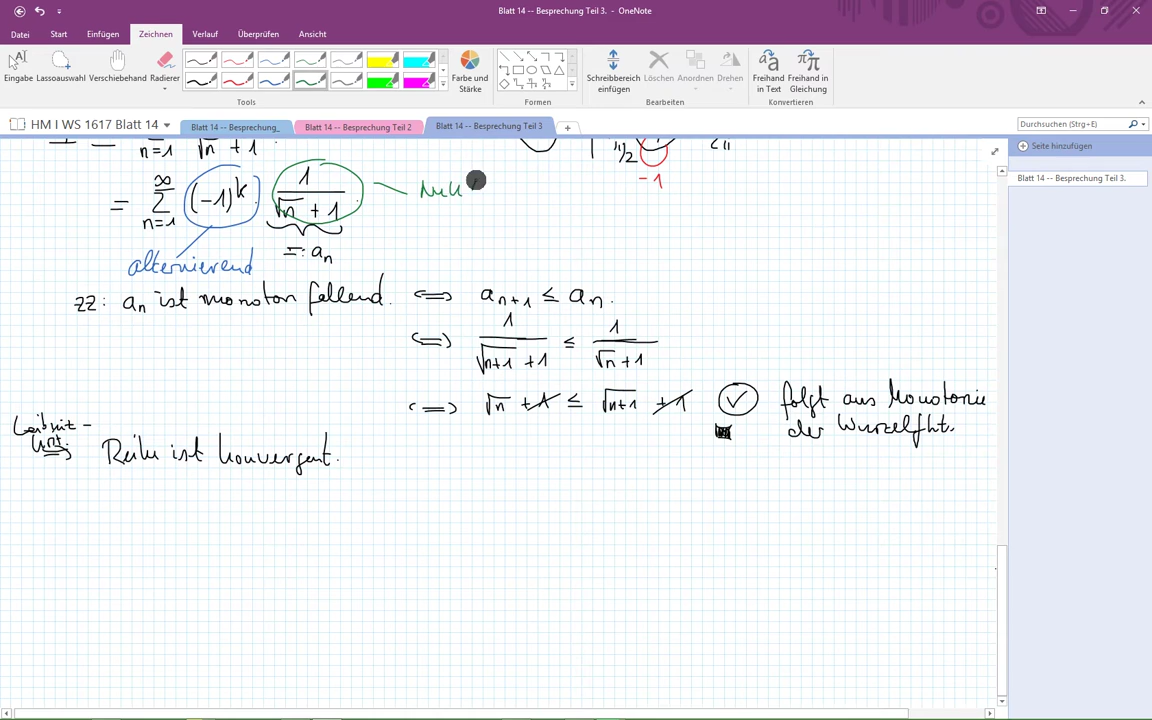 Blatt 14 -- Besprechung Teil 3. - OneNote
Datei Start Einfügen Zeichnen Verlauf Überprüfen Ansicht
Eingabe Lassoauswahl Verschiebehand Radierer
Farbe und Stärke
Schreibbereich einfügen
Löschen Anordnen Drehen
Freihand in Text
Freihand in Gleichung
Tools Formen Bearbeiten Konvertieren
HM I WS 1617 Blatt 14
Blatt 14 -- Besprechung_ Blatt 14 -- Besprechung Teil 2 Blatt 14 -- Besprechung Teil 3
Durchsuchen (Strg+E)
Seite hinzufügen
Blatt 14 -- Besprechung Teil 3.
n=1 √n + 1
π/2
-1
= ∑_{n=1}^{∞} (-1)^k · 1/(√n + 1)
=: a_n
alternierend
zz: a_n ist monoton fallend. ⟺ a_{n+1} ≤ a_n.
⟺ 1/(√(n+1) + 1) ≤ 1/(√n + 1)
⟺ √n + 1 ≤ √(n+1) + 1 folgt aus Monotonie
der Wurzelfkt.
Leibniz-
Krit.
⟹ Reihe ist konvergent.